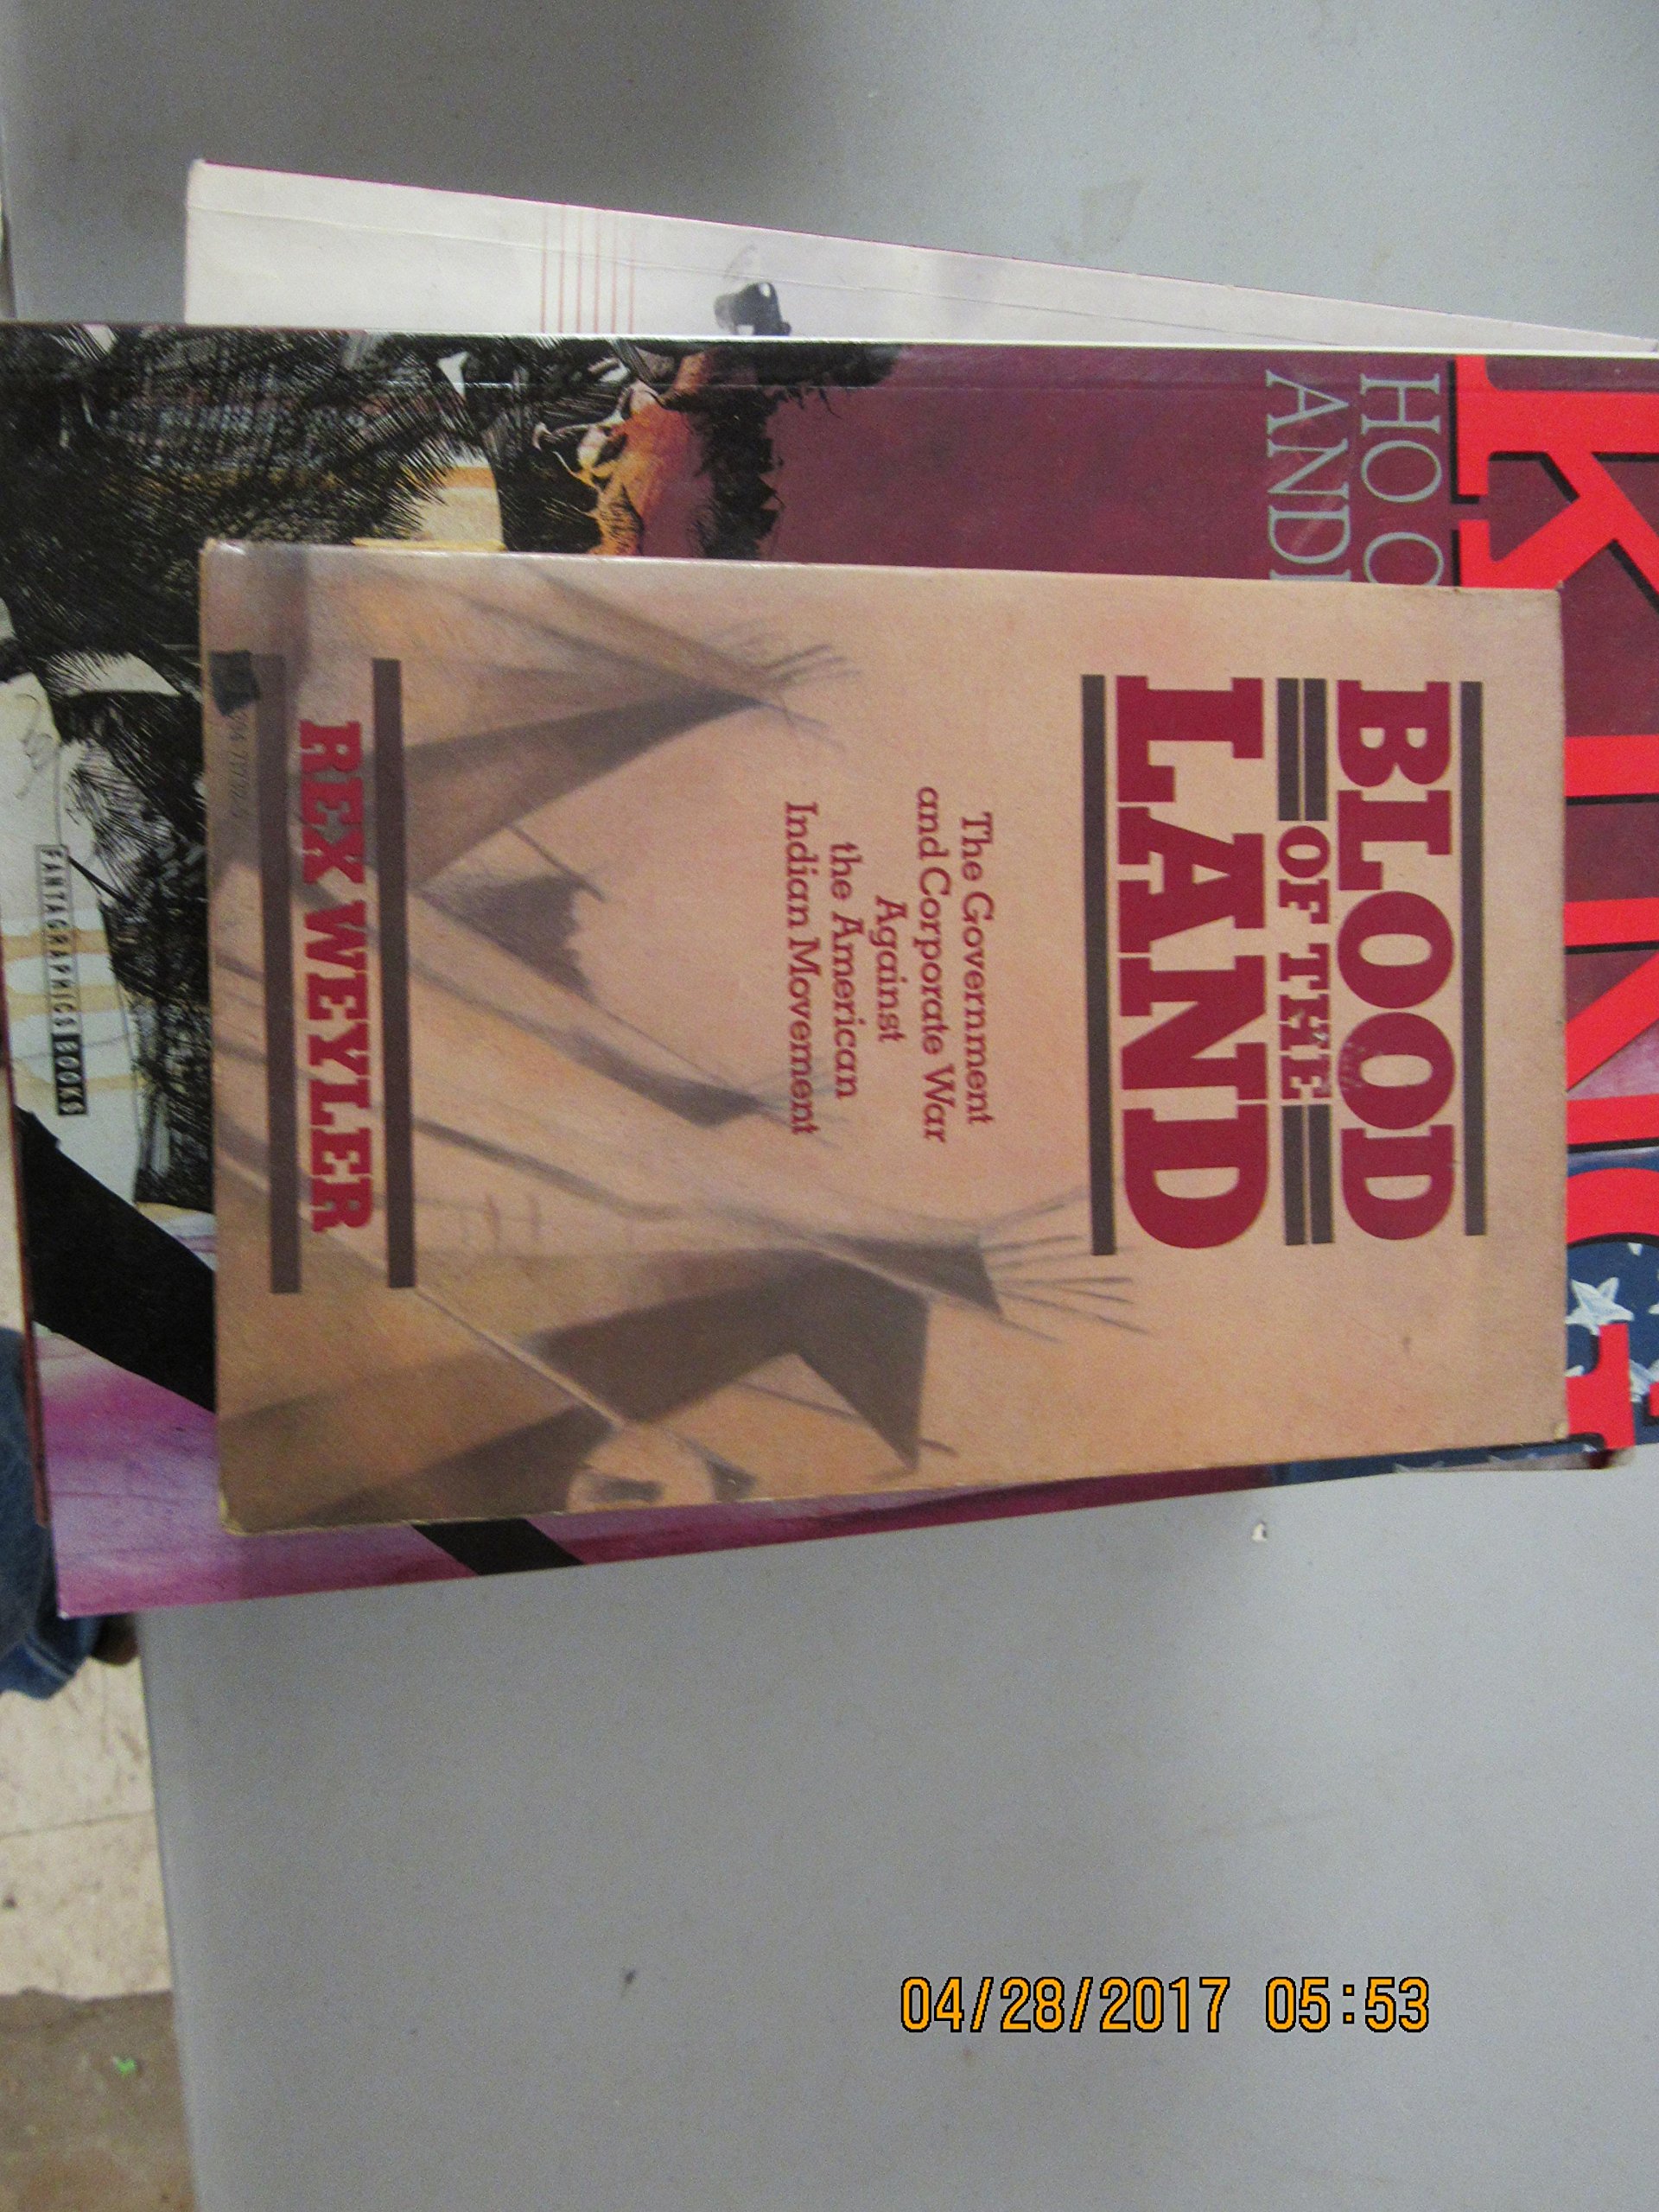 BLOOD
OF THE
LAND
The Government
and Corporate War
Against
the American
Indian Movement
REX WEYLER
KING
HO C
AND
FANTAGRAPHICS BOOKS
04/28/2017 05:53